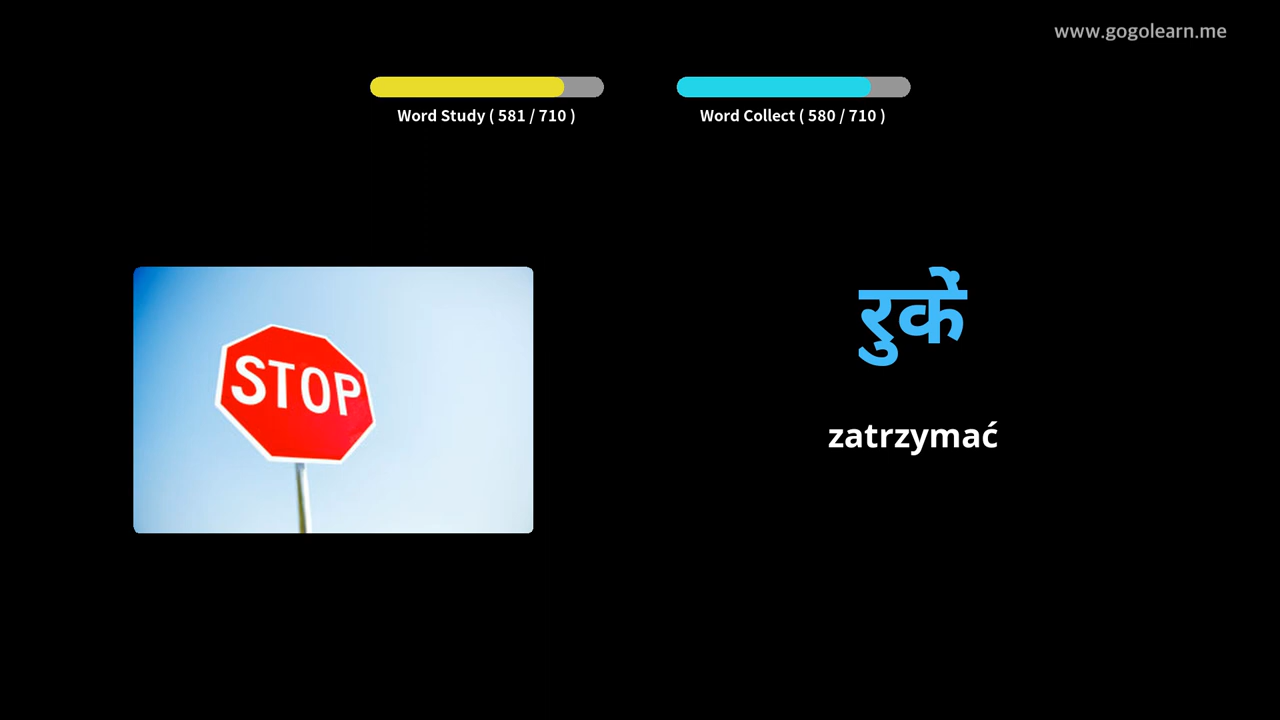 www.gogolearn.me
Word Study ( 581 / 710 )
Word Collect ( 580 / 710 )
STOP
रुकें
zatrzymać